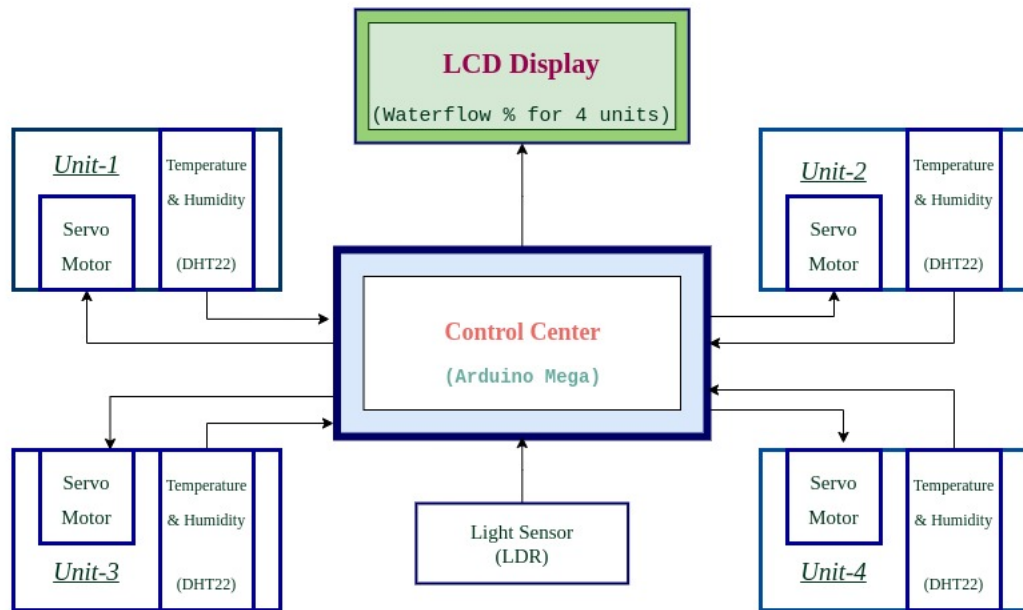 LCD Display
(Waterflow % for 4 units)
Unit-1
Temperature
& Humidity
(DHT22)
Servo
Motor
Unit-2
Temperature
& Humidity
(DHT22)
Servo
Motor
Control Center
(Arduino Mega)
Servo
Motor
Unit-3
Temperature
& Humidity
(DHT22)
Light Sensor
(LDR)
Servo
Motor
Unit-4
Temperature
& Humidity
(DHT22)